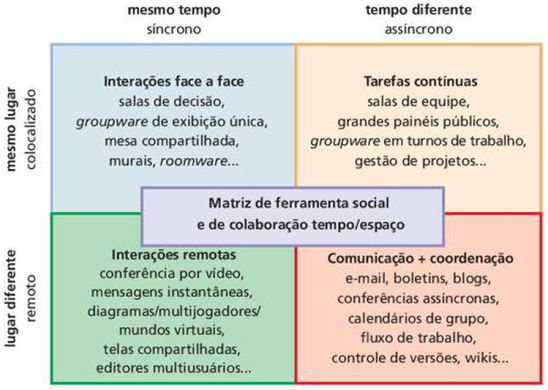 mesmo tempo
síncrono
tempo diferente
assíncrono
mesmo lugar
colocalizado
Interações face a face
salas de decisão,
groupware de exibição única,
mesa compartilhada,
murais, roomware...
Tarefas contínuas
salas de equipe,
grandes painéis públicos,
groupware em turnos de trabalho,
gestão de projetos...
Matriz de ferramenta social
e de colaboração tempo/espaço
lugar diferente
remoto
Interações remotas
conferência por vídeo,
mensagens instantâneas,
diagramas/multijogadores/
mundos virtuais,
telas compartilhadas,
editores multiusuários...
Comunicação + coordenação
e-mail, boletins, blogs,
conferências assíncronas,
calendários de grupo,
fluxo de trabalho,
controle de versões, wikis...